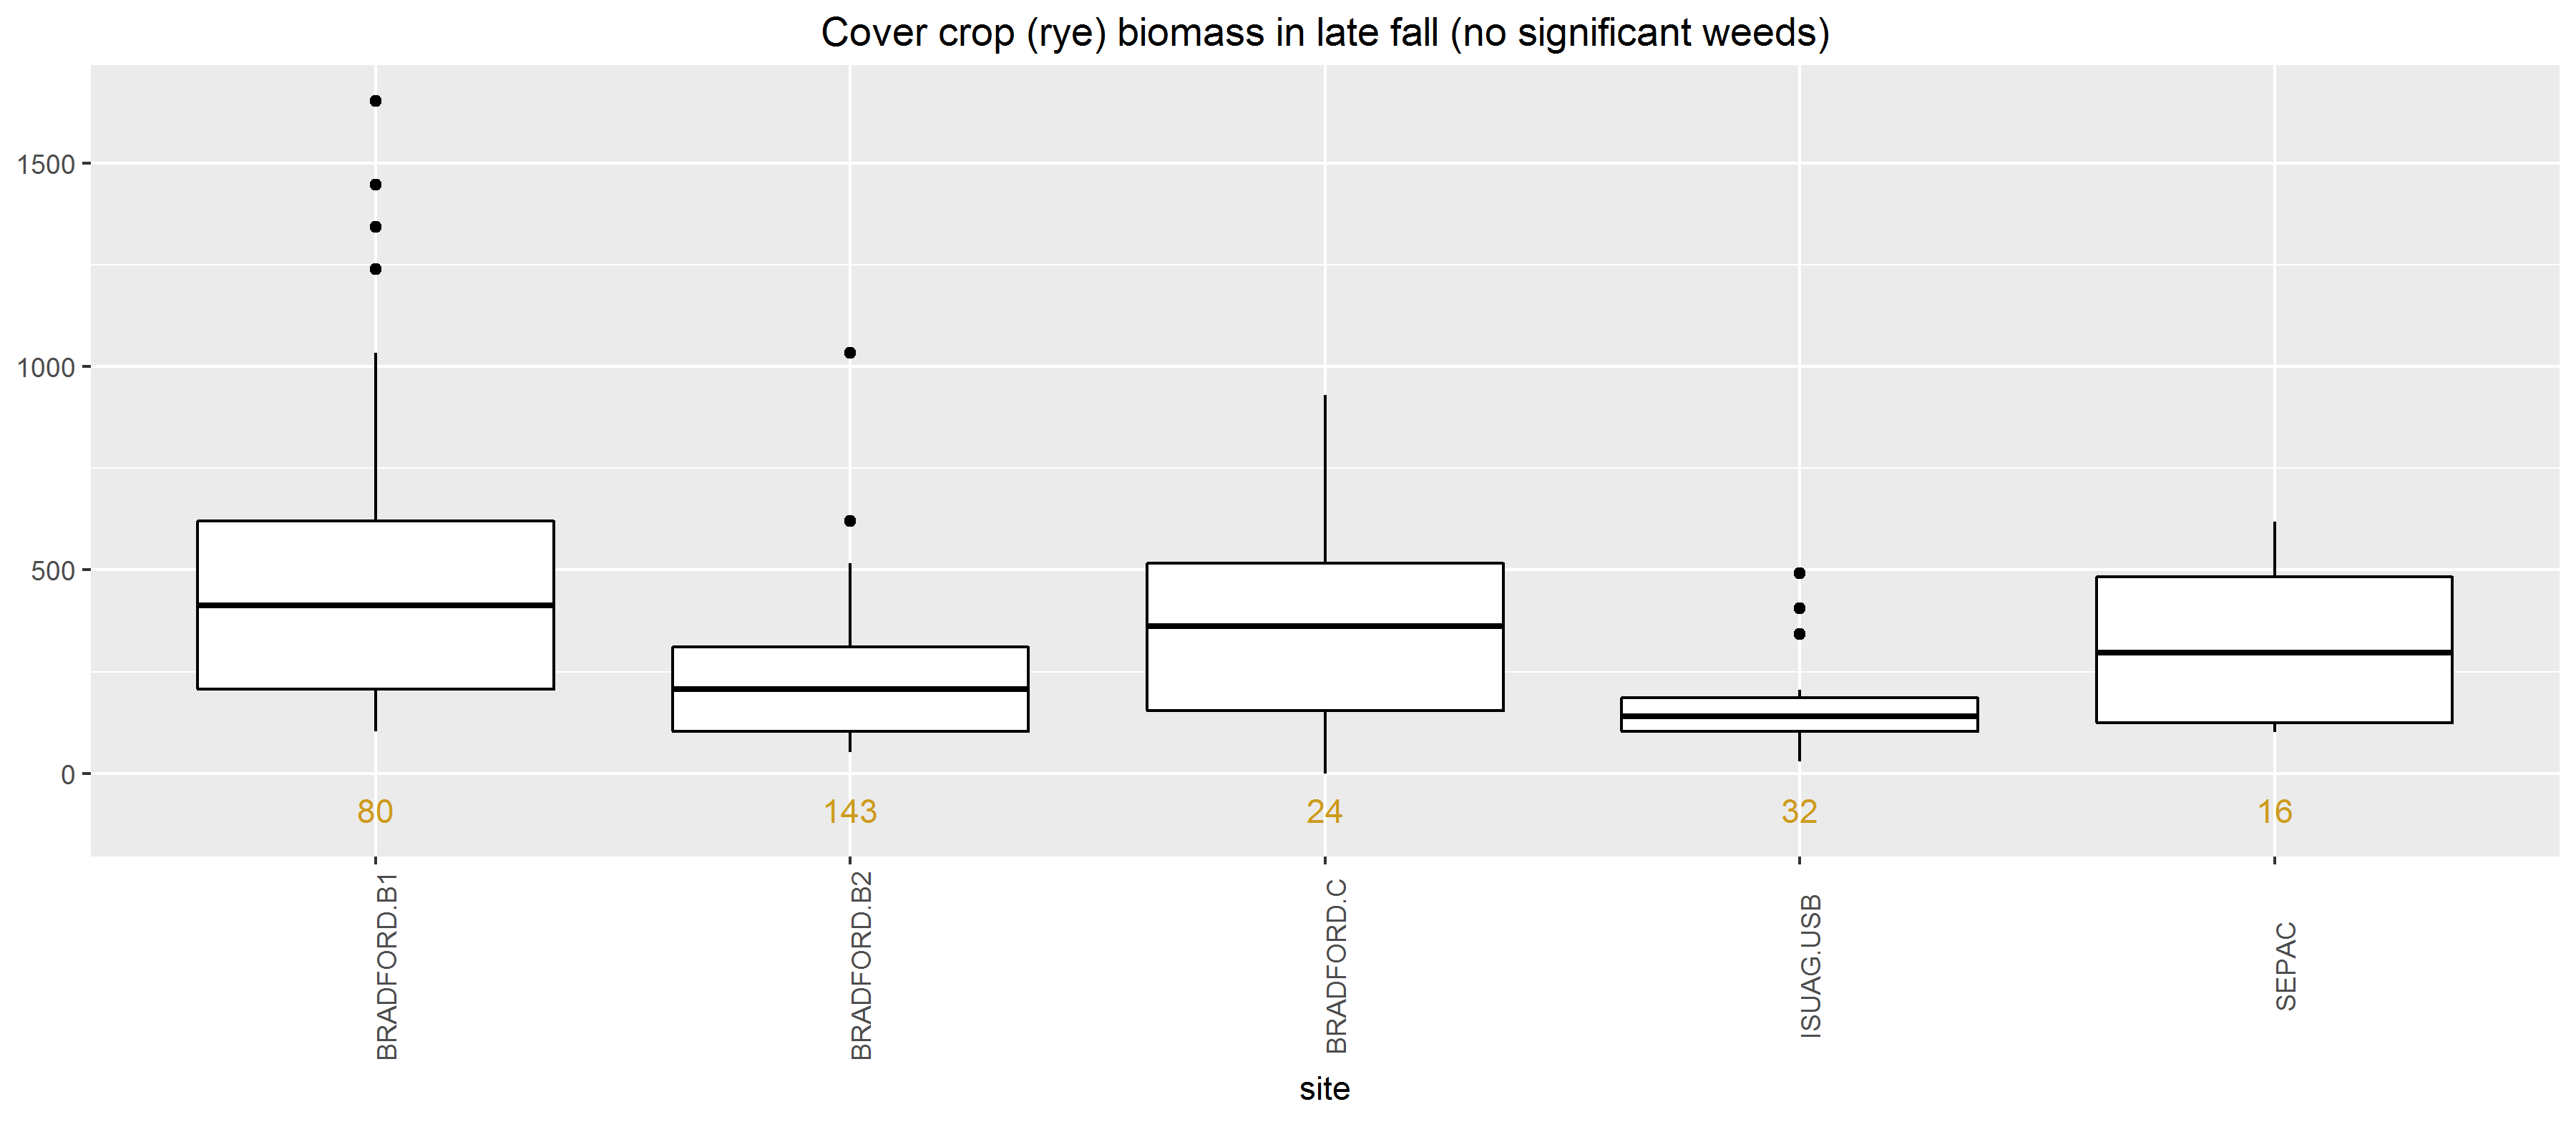 Cover crop (rye) biomass in late fall (no significant weeds)
1500
1000
500
0
80
143
24
32
16
BRADFORD.B1
BRADFORD.B2
BRADFORD.C
ISUAG.USB
SEPAC
site